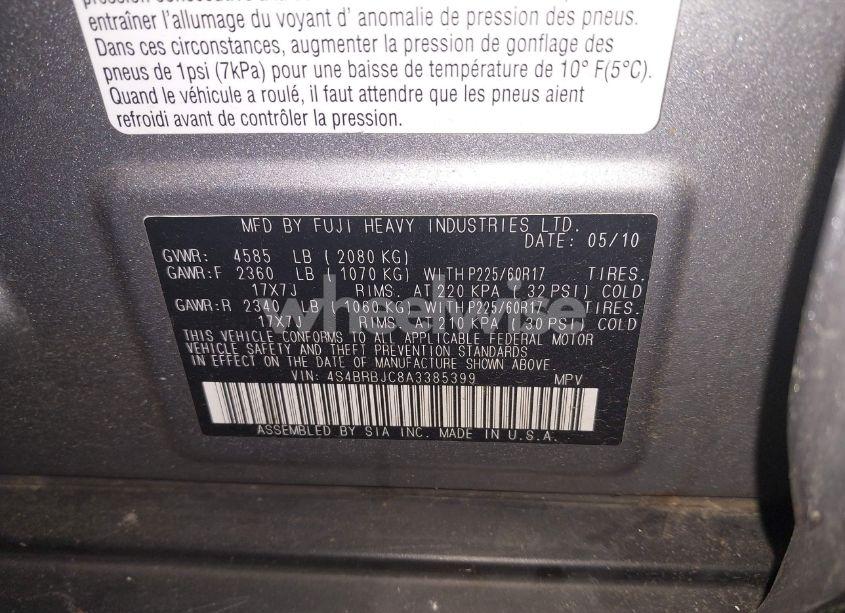 entraîner l'allumage du voyant d' anomalie de pression des pneus.
Dans ces circonstances, augmenter la pression de gonflage des
pneus de 1psi (7kPa) pour une baisse de température de 10° F(5°C).
Quand le véhicule a roulé, il faut attendre que les pneus aient
refroidi avant de contrôler la pression.
MFD BY FUJI HEAVY INDUSTRIES LTD.
DATE: 05/10
GVWR: 4585 LB (2080 KG)
GAWR:F 2360 LB (1070 KG) WITH P225/60R17 TIRES.
17X7J RIMS. AT 220 KPA (32 PSI) COLD
GAWR:R 2340 LB (1060 KG) WITH P225/60R17 TIRES.
17X7J RIMS. AT 210 KPA (30 PSI) COLD
THIS VEHICLE CONFORMS TO ALL APPLICABLE FEDERAL MOTOR
VEHICLE SAFETY AND THEFT PREVENTION STANDARDS
IN EFFECT ON THE DATE OF MANUFACTURE SHOWN ABOVE.
VIN: 4S4BRBJC8A3385399 MPV
ASSEMBLED BY SIA INC. MADE IN U.S.A.
wheelwise